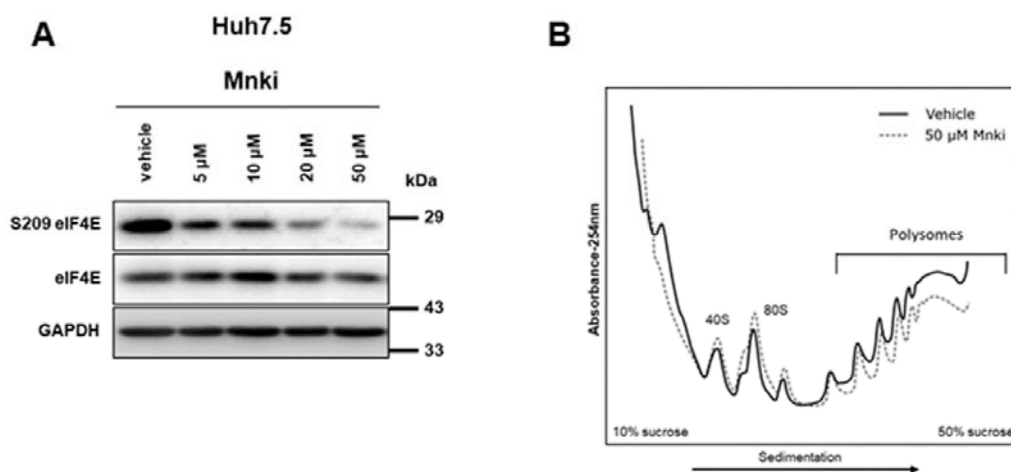 A
Huh7.5
Mnki
vehicle
5 µM
10 µM
20 µM
50 µM
kDa
S209 eIF4E
29
eIF4E
43
GAPDH
33
B
Vehicle
50 µM Mnki
Polysomes
Absorbance-254nm
40S
80S
10% sucrose
50% sucrose
Sedimentation